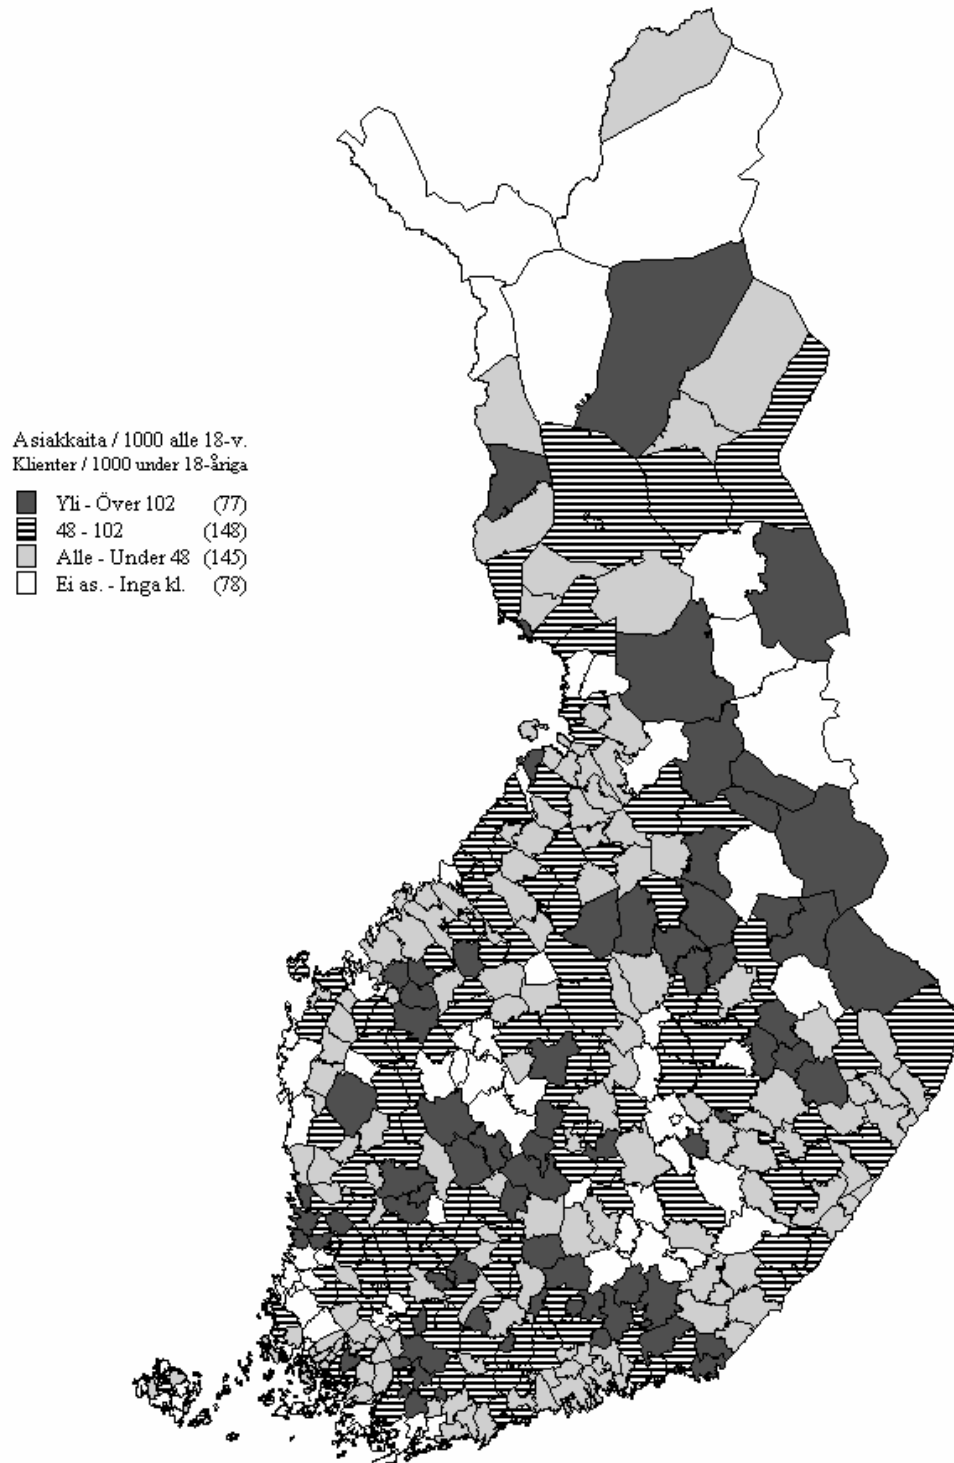 Asiakkaita / 1000 alle 18-v.
Klienter / 1000 under 18-åriga
Yli - Över 102 (77)
48 - 102 (148)
Alle - Under 48 (145)
Ei as. - Inga kl. (78)